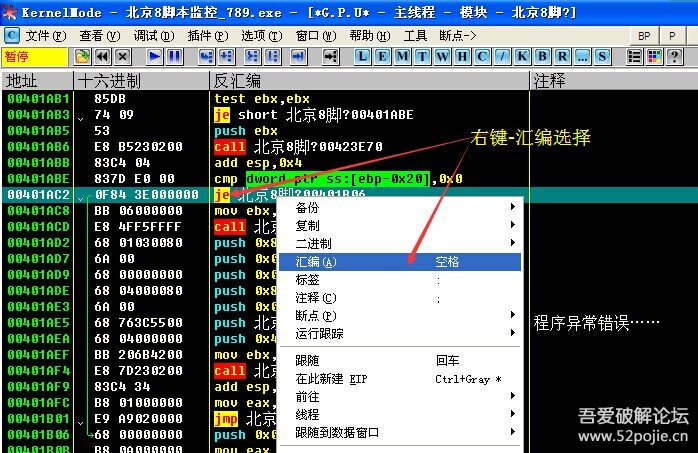 KernelMode - 北京8脚本监控_789.exe - [*G.P.U* - 主线程 - 模块 - 北京8脚?]
C 文件(F) 查看(V) 调试(D) 插件(P) 选项(T) 窗口(W) 帮助(H) 工具 断点-> BP P
暂停 L E M T W H C / K B R ... S
地址 十六进制 反汇编 注释
00401AB1 85DB test ebx,ebx
00401AB3 74 09 je short 北京8脚?00401ABE
00401AB5 53 push ebx
00401AB6 E8 B5230200 call 北京8脚?00423E70
00401ABB 83C4 04 add esp,0x4
00401ABE 837D E0 00 cmp dword ptr ss:[ebp-0x20],0x0
00401AC2 0F84 3E000000 je 北京8脚?00401B06
00401AC8 BB 06000000 mov ebx,
00401ACD E8 4FF5FFFF call
00401AD2 68 01030080 push 0x8
00401AD7 6A 00 push 0x0
00401AD9 68 00000000 push 0x0
00401ADE 68 04000080 push 0x8
00401AE3 6A 00 push 0x0
00401AE5 68 763C5500 push 北京 程序异常错误……
00401AEA 68 04000000 push 0x4
00401AEF BB 206B4200 mov ebx,
00401AF4 E8 7D230200 call 北京
00401AF9 83C4 34 add esp,
00401AFC B8 01000000 mov eax,
00401B01 E9 A9020000 jmp 北京
00401B06 68 00000000 push 0x0
00401B0B B8 0A000000 mov eax,
右键-汇编选择
备份
复制
二进制
汇编(A) 空格
标签 :
注释(C) ;
断点(P)
运行跟踪
跟随 回车
在此新建 EIP Ctrl+Gray *
前往
线程
跟随到数据窗口
吾爱破解论坛
www.52pojie.cn